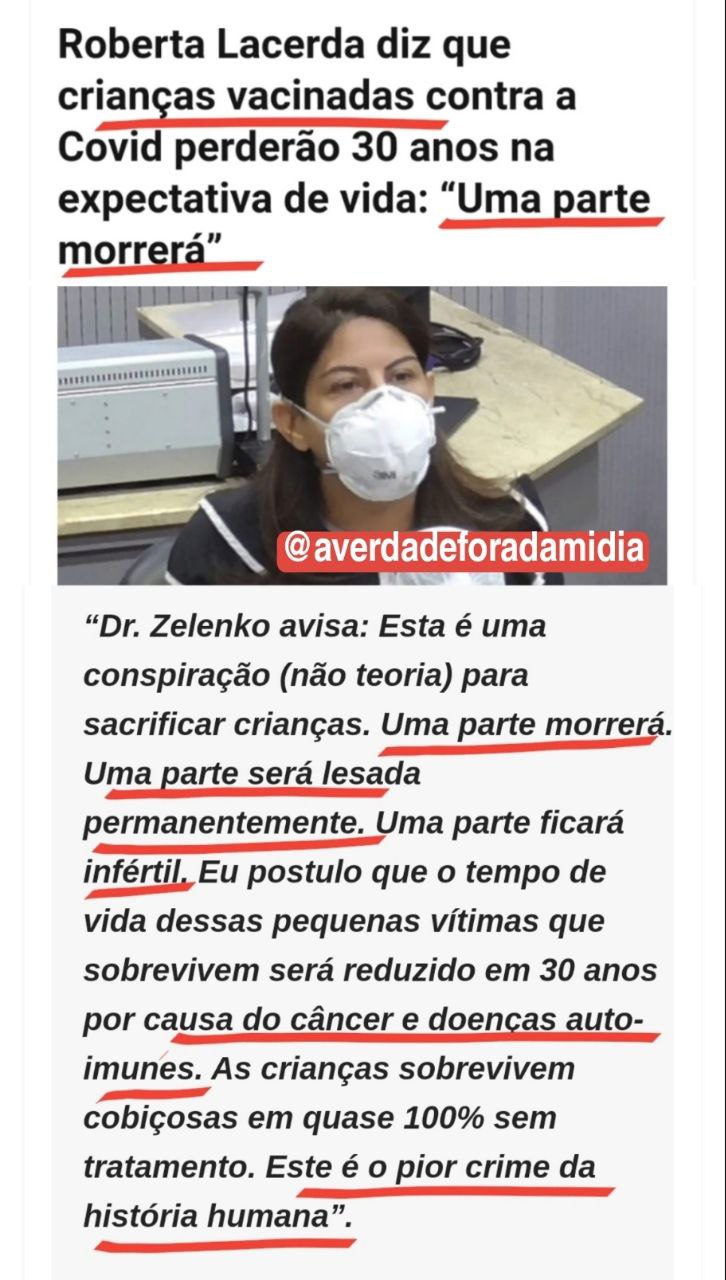 Roberta Lacerda diz que
crianças vacinadas contra a
Covid perderão 30 anos na
expectativa de vida: “Uma parte
morrerá”
3M
@averdadeforadamidia
“Dr. Zelenko avisa: Esta é uma
conspiração (não teoria) para
sacrificar crianças. Uma parte morrerá.
Uma parte será lesada
permanentemente. Uma parte ficará
infértil. Eu postulo que o tempo de
vida dessas pequenas vítimas que
sobrevivem será reduzido em 30 anos
por causa do câncer e doenças auto-
imunes. As crianças sobrevivem
cobiçosas em quase 100% sem
tratamento. Este é o pior crime da
história humana”.